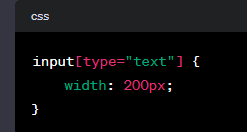 css
input[type="text"] {
    width: 200px;
}